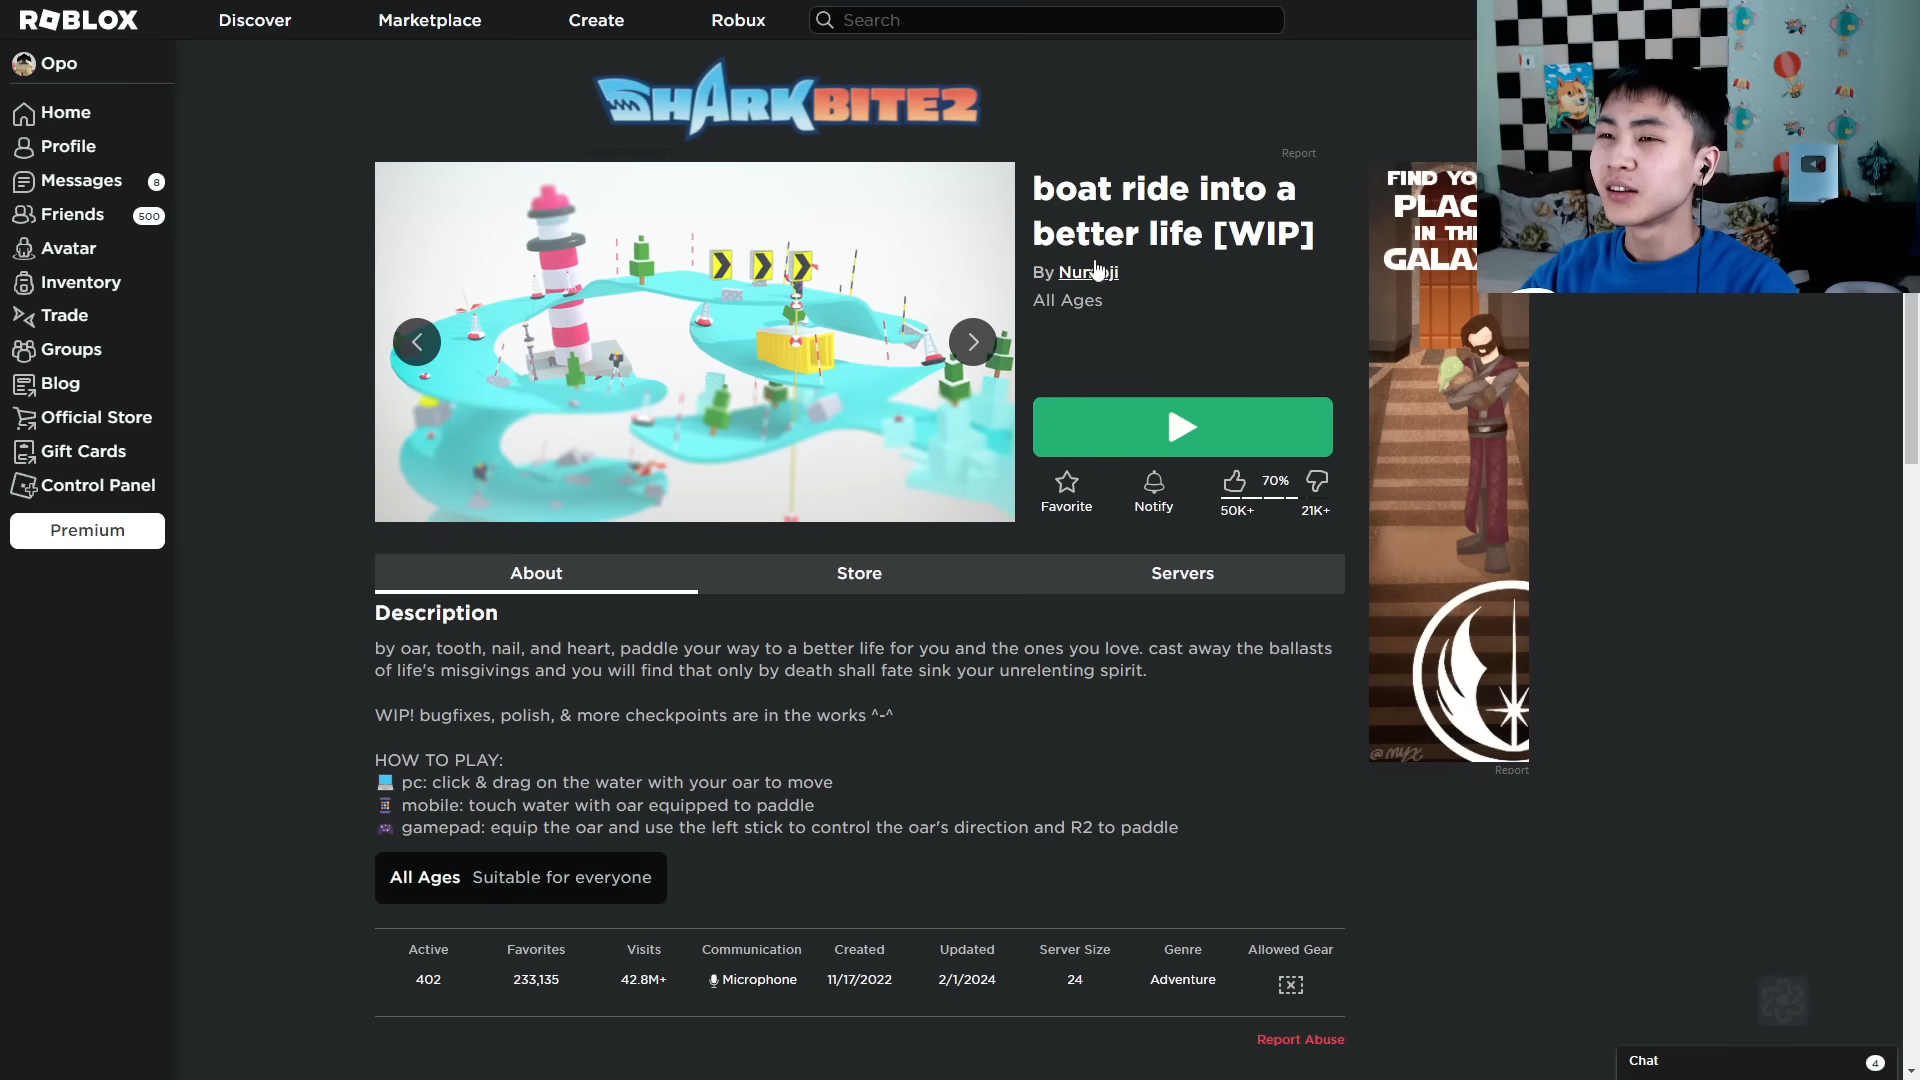 ROBLOX
Discover
Marketplace
Create
Robux
Search
Opo
Home
Profile
Messages 8
Friends 500
Avatar
Inventory
Trade
Groups
Blog
Official Store
Gift Cards
Control Panel
Premium
SHARKBITE2
Report
boat ride into a
better life [WIP]
By
All Ages
Favorite
Notify
70%
50K+
21K+
FIND YO
PLAC
IN THE
GALA
@MYX
Report
About
Store
Servers
Description
by oar, tooth, nail, and heart, paddle your way to a better life for you and the ones you love. cast away the ballasts
of life's misgivings and you will find that only by death shall fate sink your unrelenting spirit.
WIP! bugfixes, polish, & more checkpoints are in the works ^-^
HOW TO PLAY:
💻 pc: click & drag on the water with your oar to move
📱 mobile: touch water with oar equipped to paddle
🎮 gamepad: equip the oar and use the left stick to control the oar's direction and R2 to paddle
All Ages Suitable for everyone
Active Favorites Visits Communication Created Updated Server Size Genre Allowed Gear
402 233,135 42.8M+ Microphone 11/17/2022 2/1/2024 24 Adventure
Report Abuse
Chat 4